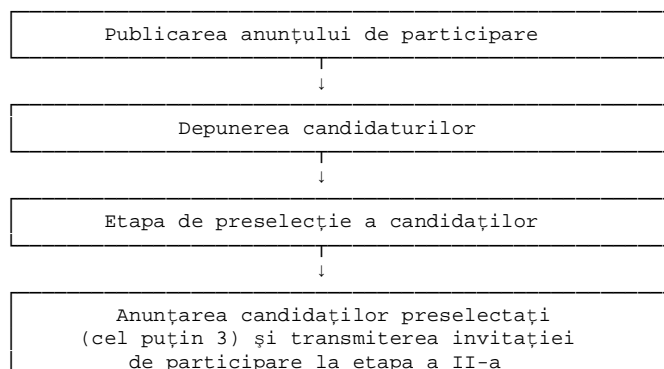 Publicarea anunțului de participare
↓
Depunerea candidaturilor
↓
Etapa de preselecție a candidaților
↓
Anunțarea candidaților preselectați
(cel puțin 3) și transmiterea invitației
de participare la etapa a II-a